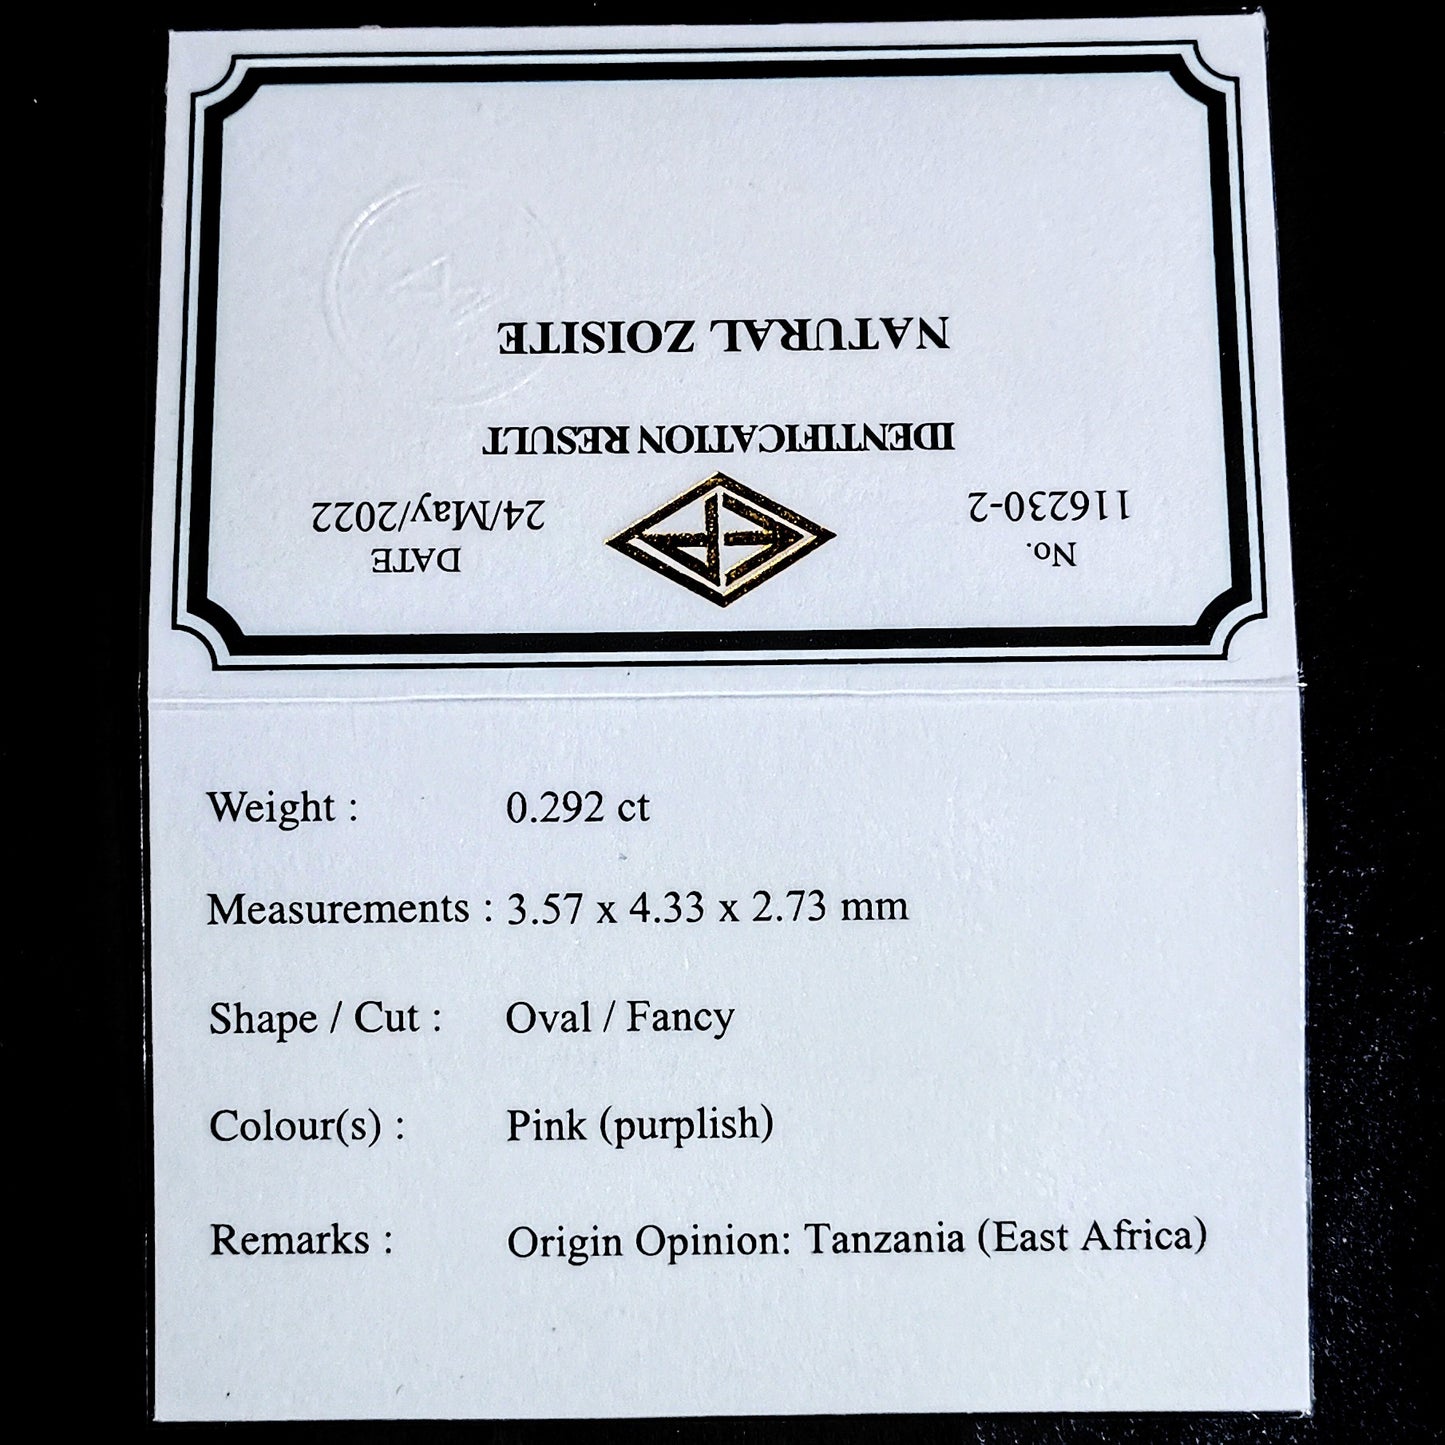 No.
116230-2
DATE
24/May/2022
IDENTIFICATION RESULT
NATURAL ZOISITE
Weight : 0.292 ct
Measurements : 3.57 x 4.33 x 2.73 mm
Shape / Cut : Oval / Fancy
Colour(s) : Pink (purplish)
Remarks : Origin Opinion: Tanzania (East Africa)